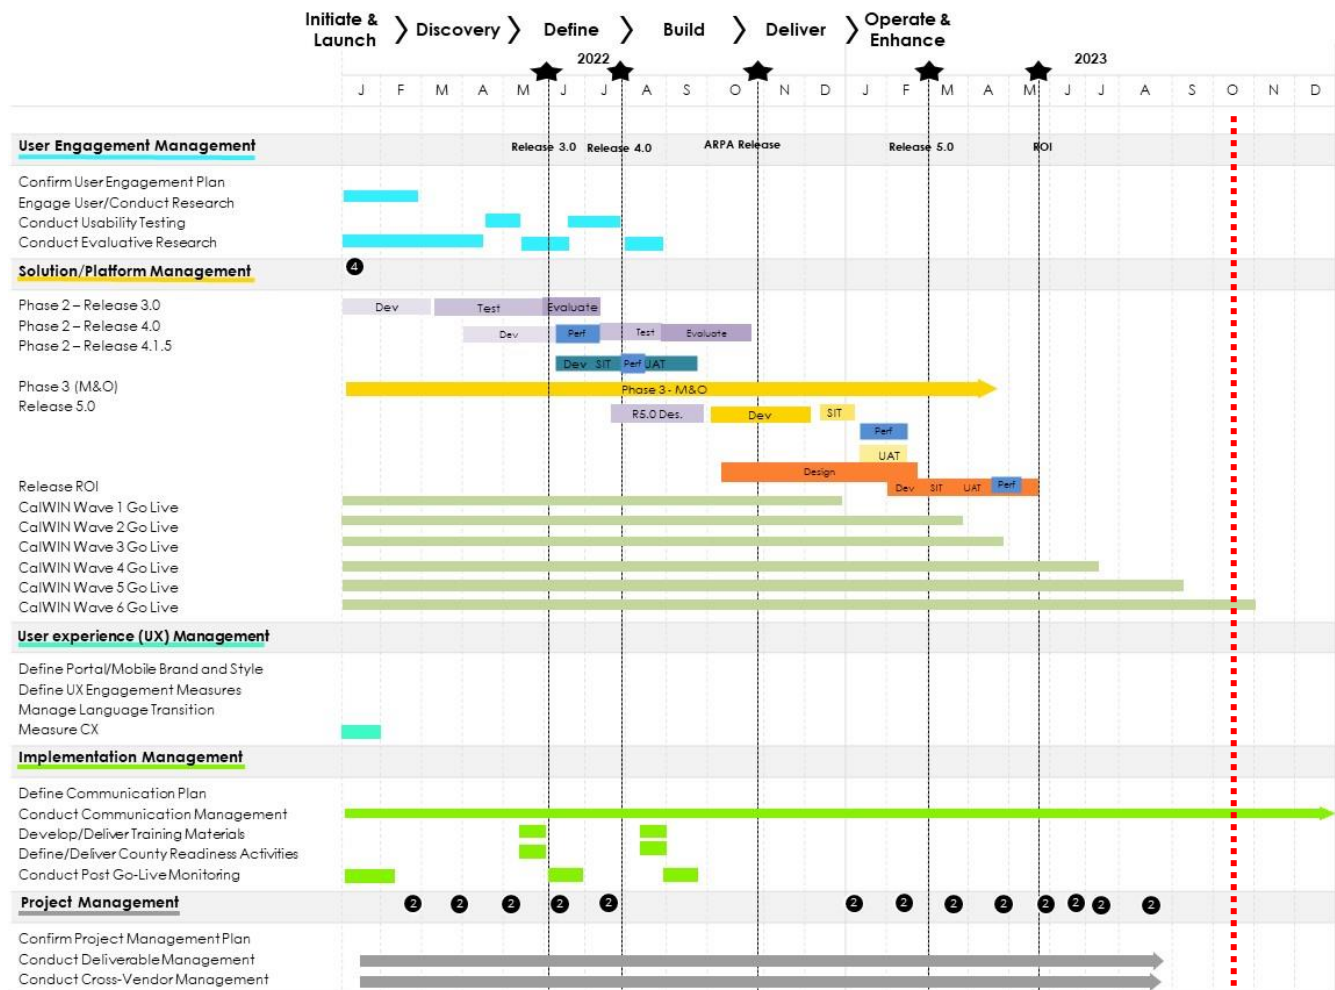 Initiate & Launch
Discovery
Define
Build
Deliver
Operate & Enhance
2022
2023
J F M A M J J A S O N D J F M A M J J A S O N D
User Engagement Management
Release 3.0
Release 4.0
ARPA Release
Release 5.0
ROI
Confirm User Engagement Plan
Engage User/Conduct Research
Conduct Usability Testing
Conduct Evaluative Research
Solution/Platform Management
4
Phase 2 – Release 3.0
Dev
Test
Evaluate
Phase 2 – Release 4.0
Dev
Perf
Test
Evaluate
Phase 2 – Release 4.1.5
Dev
SIT
Perf
UAT
Phase 3 (M&O)
Phase 3 - M&O
Release 5.0
R5.0 Des.
Dev
SIT
Perf
UAT
Design
Release ROI
Dev
SIT
UAT
Perf
CalWIN Wave 1 Go Live
CalWIN Wave 2 Go Live
CalWIN Wave 3 Go Live
CalWIN Wave 4 Go Live
CalWIN Wave 5 Go Live
CalWIN Wave 6 Go Live
User experience (UX) Management
Define Portal/Mobile Brand and Style
Define UX Engagement Measures
Manage Language Transition
Measure CX
Implementation Management
Define Communication Plan
Conduct Communication Management
Develop/Deliver Training Materials
Define/Deliver County Readiness Activities
Conduct Post Go-Live Monitoring
Project Management
2 2 2 2 2 2 2 2 2 2 2 2 2
Confirm Project Management Plan
Conduct Deliverable Management
Conduct Cross-Vendor Management